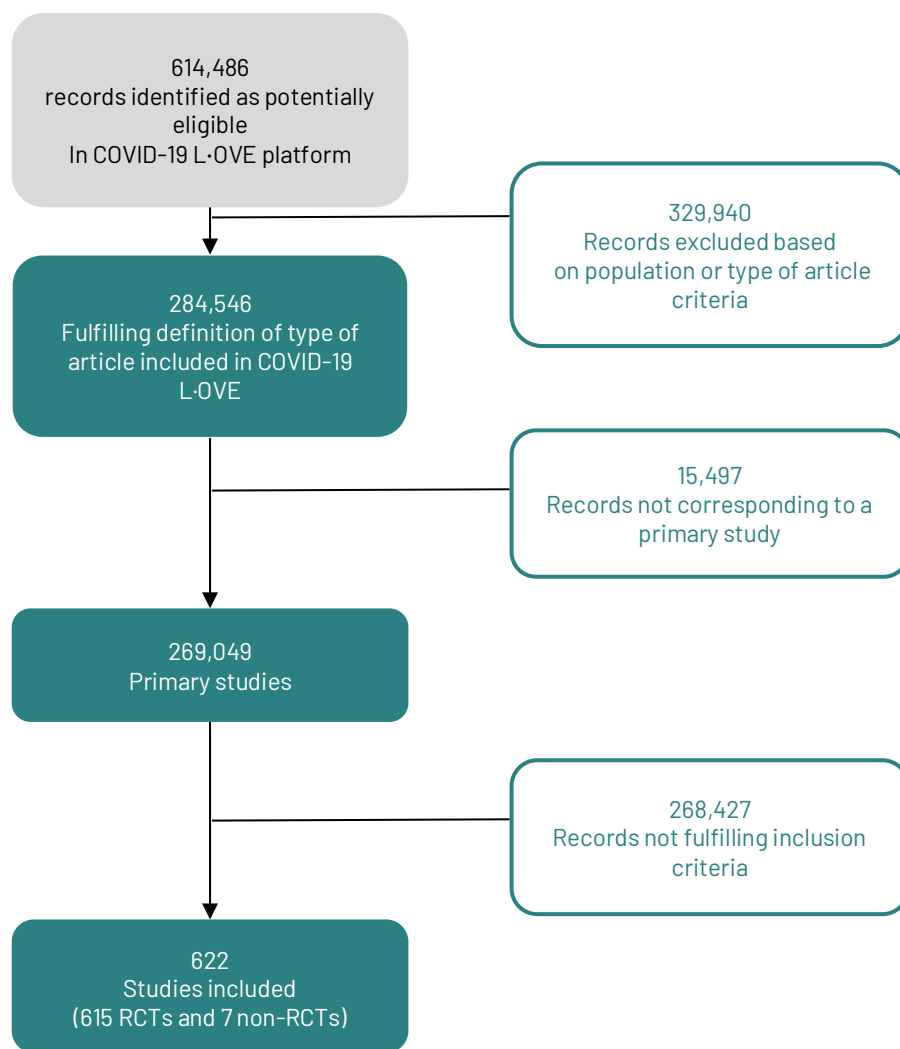 614,486
records identified as potentially
eligible
In COVID-19 L·OVE platform
329,940
Records excluded based
on population or type of article
criteria
284,546
Fulfilling definition of type of
article included in COVID-19
L·OVE
15,497
Records not corresponding to a
primary study
269,049
Primary studies
268,427
Records not fulfilling inclusion
criteria
622
Studies included
(615 RCTs and 7 non-RCTs)